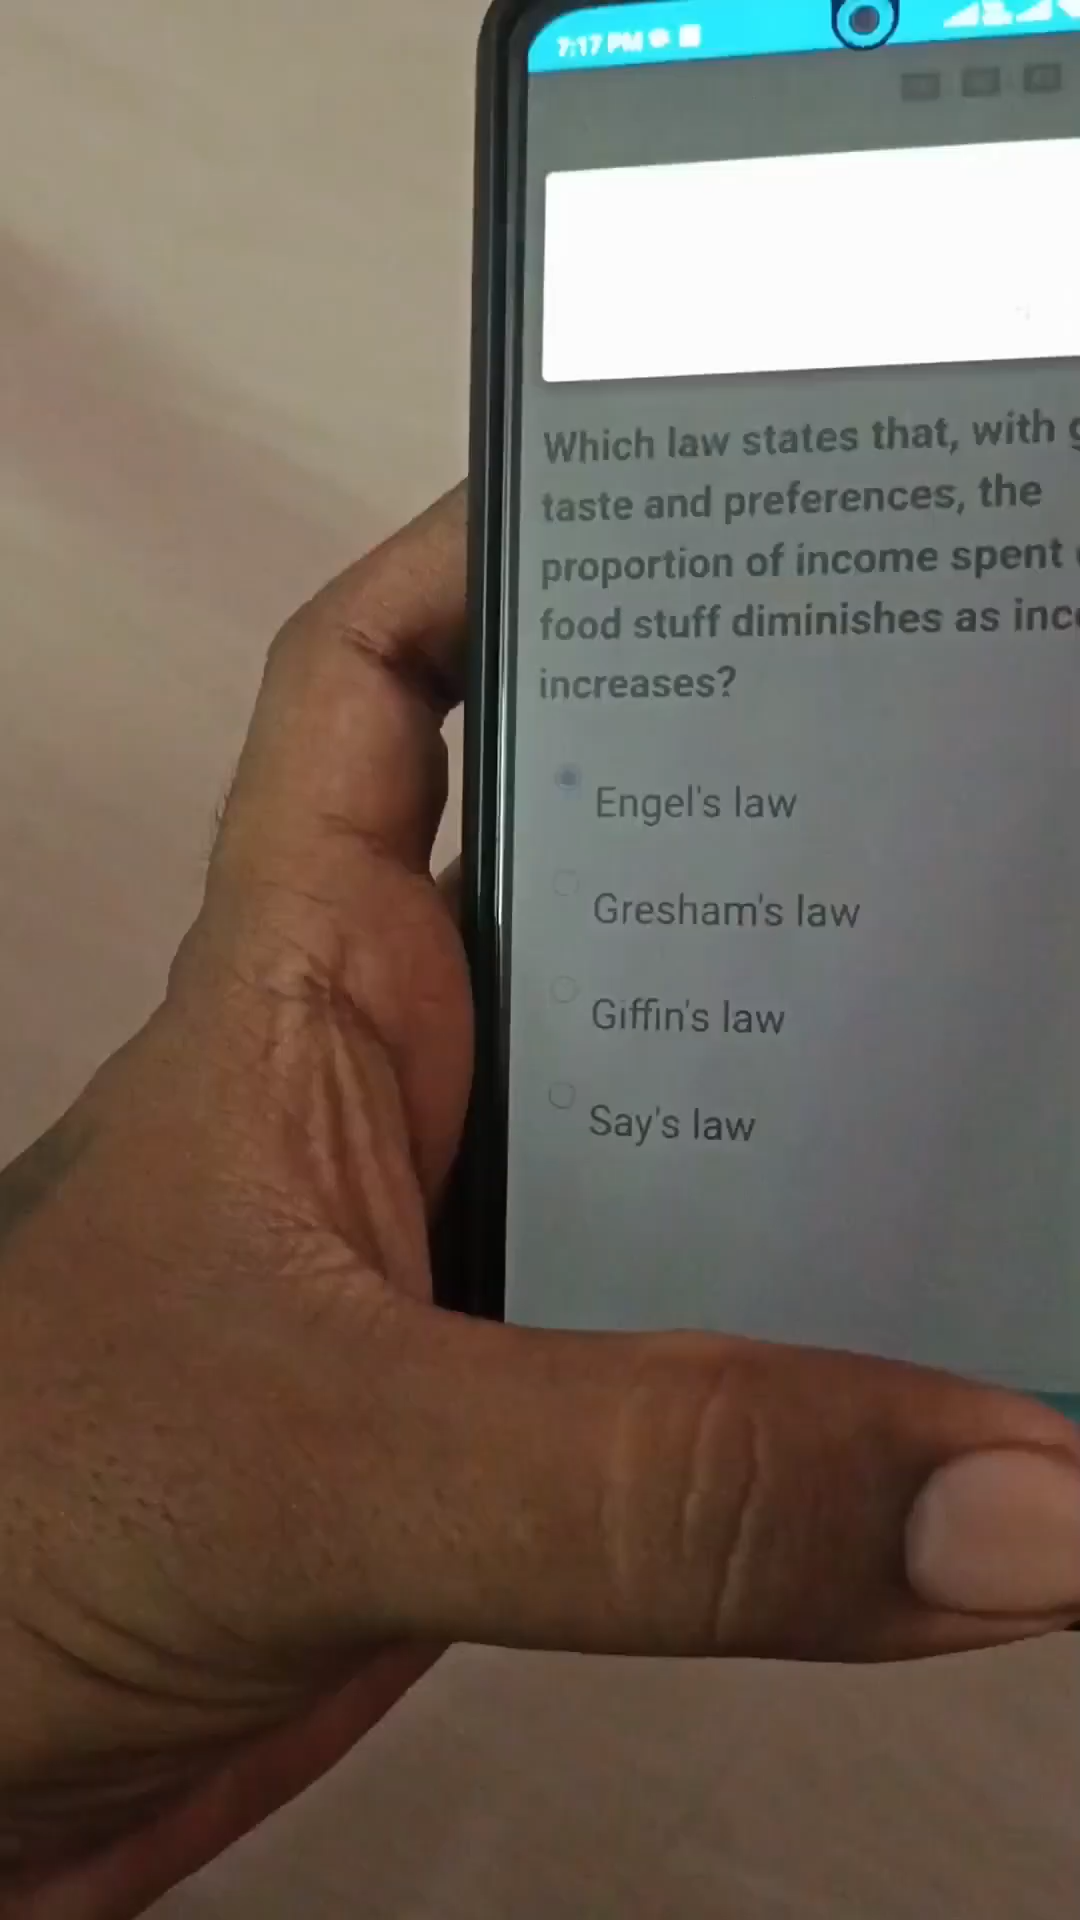 7:17 PM
Which law states that, with
taste and preferences, the
proportion of income spent
food stuff diminishes as
increases?
Engel's law
Gresham's law
Giffin's law
Say's law